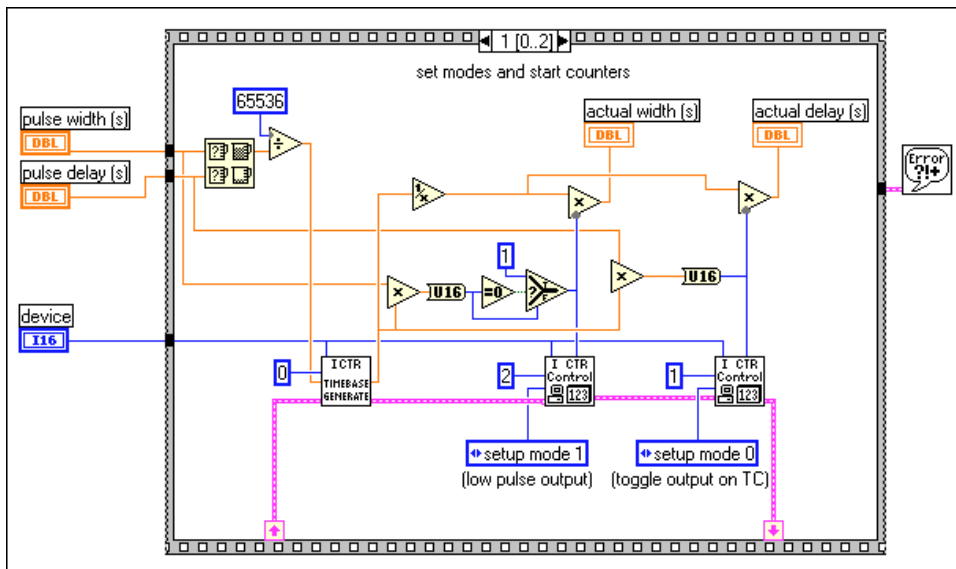 1 [0..2]
set modes and start counters
pulse width (s)
DBL
pulse delay (s)
DBL
65536
÷
actual width (s)
DBL
actual delay (s)
DBL
Error
?!+
? 
?
1/x
x
x
1
x
U16
=0
?
T
F
x
U16
device
I16
0
I CTR
TIMEBASE
GENERATE
2
I CTR
Control
123
1
I CTR
Control
123
setup mode 1
(low pulse output)
setup mode 0
(toggle output on TC)